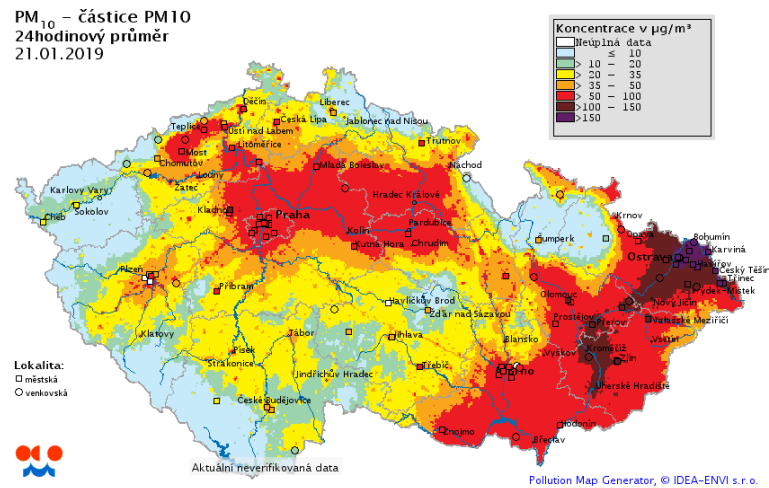 PM10 – částice PM10
24hodinový průměr
21.01.2019
Koncentrace v µg/m³
Neúplná data
≤ 10
> 10 – 20
> 20 – 35
> 35 – 50
> 50 – 100
>100 – 150
>150
Děčín
Liberec
Teplice
Ústí nad Labem
Česká Lípa
Jablonec nad Nisou
Most
Litoměřice
Trutnov
Chomutov
Mladá Boleslav
Náchod
Louny
Žatec
Karlovy Vary
Hradec Králové
Sokolov
Cheb
Kladno
Praha
Krnov
Pardubice
Opava
Bohumín
Kolín
Šumperk
Karviná
Kutná Hora
Chrudim
Ostrava
Havířov
Plzeň
Český Těšín
Třinec
Příbram
Frýdek-Místek
Olomouc
Havlíčkův Brod
Nový Jičín
Žďár nad Sázavou
Prostějov
Přerov
Valašské Meziříčí
Klatovy
Tábor
Jihlava
Blansko
Vsetín
Písek
Vyškov
Kroměříž
Zlín
Strakonice
Třebíč
Lokalita:
městská
venkovská
Jindřichův Hradec
Brno
Uherské Hradiště
České Budějovice
Hodonín
Znojmo
Břeclav
Aktuální neverifikovaná data
Pollution Map Generator, © IDEA-ENVI s.r.o.